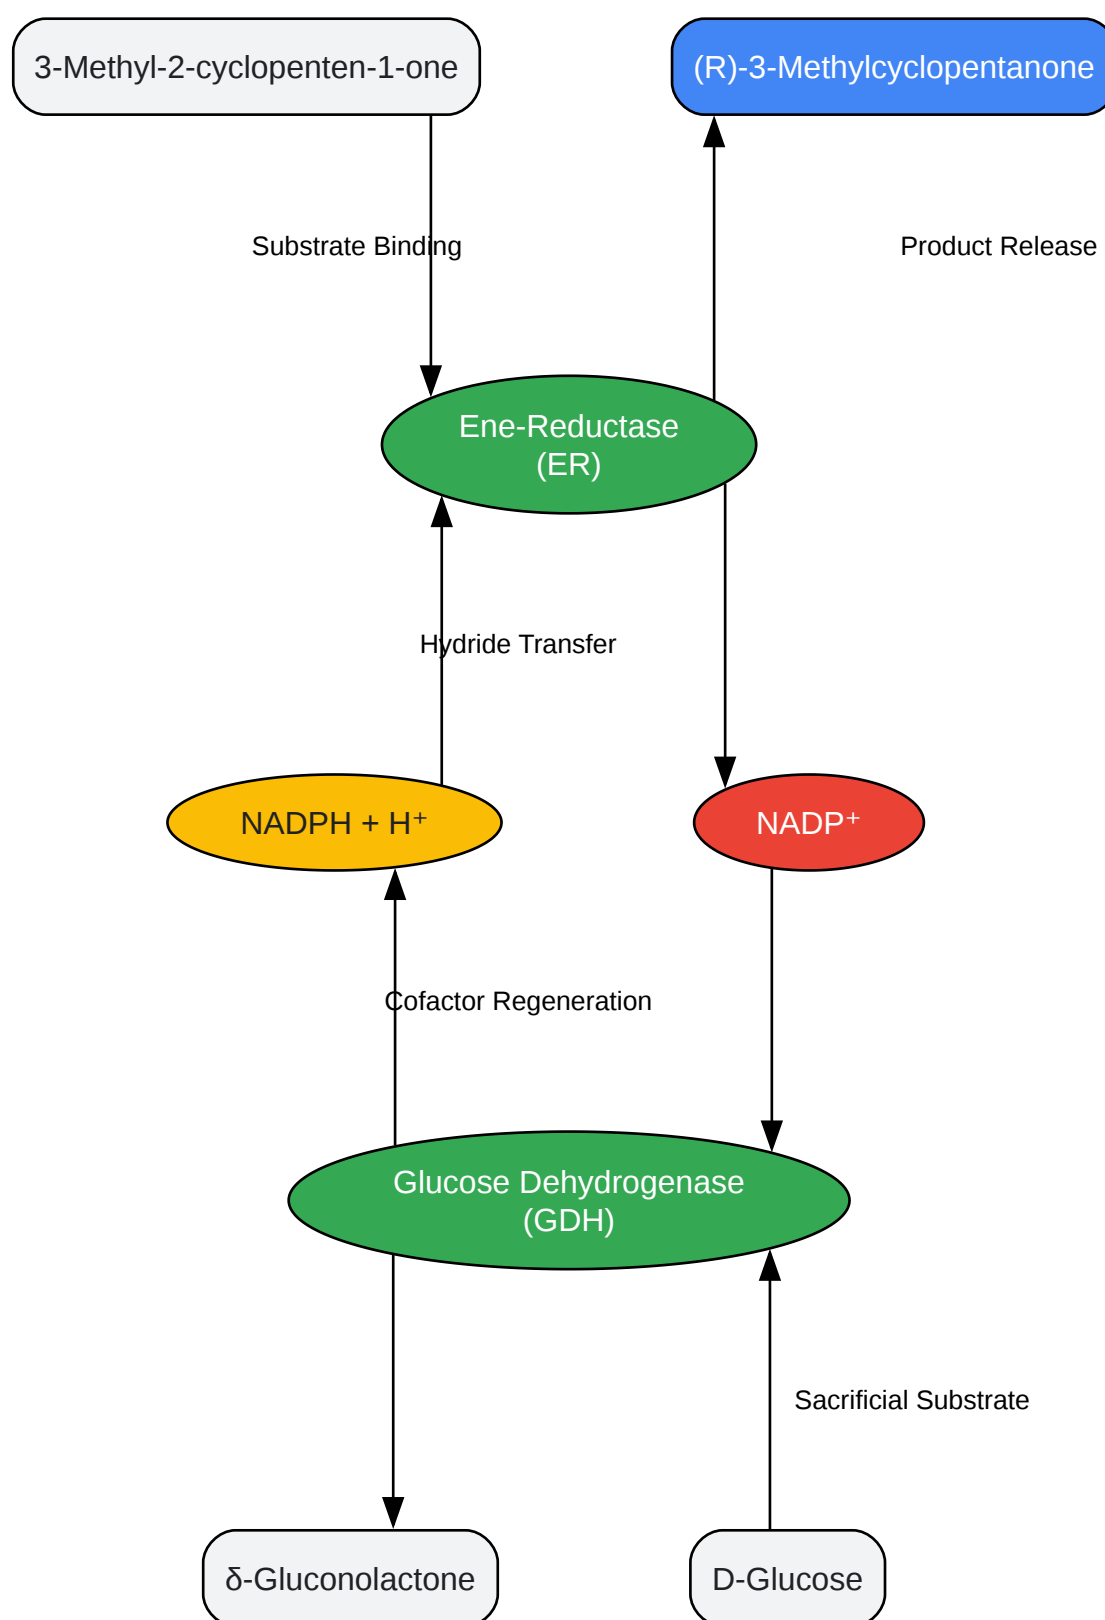 3-Methyl-2-cyclopenten-1-one
(R)-3-Methylcyclopentanone
Substrate Binding
Product Release
Ene-Reductase
(ER)
Hydride Transfer
NADPH + H⁺
NADP⁺
Cofactor Regeneration
Glucose Dehydrogenase
(GDH)
Sacrificial Substrate
δ-Gluconolactone
D-Glucose